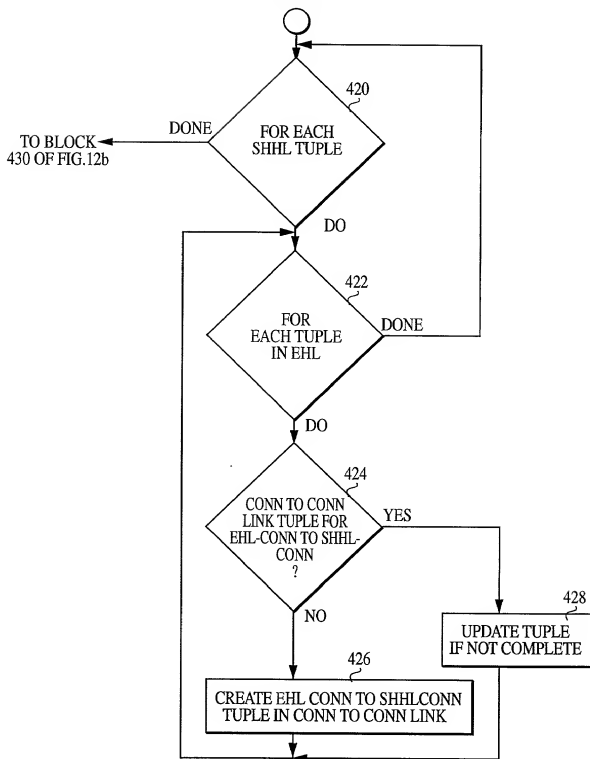 420
DONE
FOR EACH
SHHL TUPLE
TO BLOCK
430 OF FIG.12b
DO
422
FOR
EACH TUPLE
IN EHL
DONE
DO
424
CONN TO CONN
LINK TUPLE FOR
EHL-CONN TO SHHL-
CONN
?
YES
NO
428
UPDATE TUPLE
IF NOT COMPLETE
426
CREATE EHL CONN TO SHHLCONN
TUPLE IN CONN TO CONN LINK